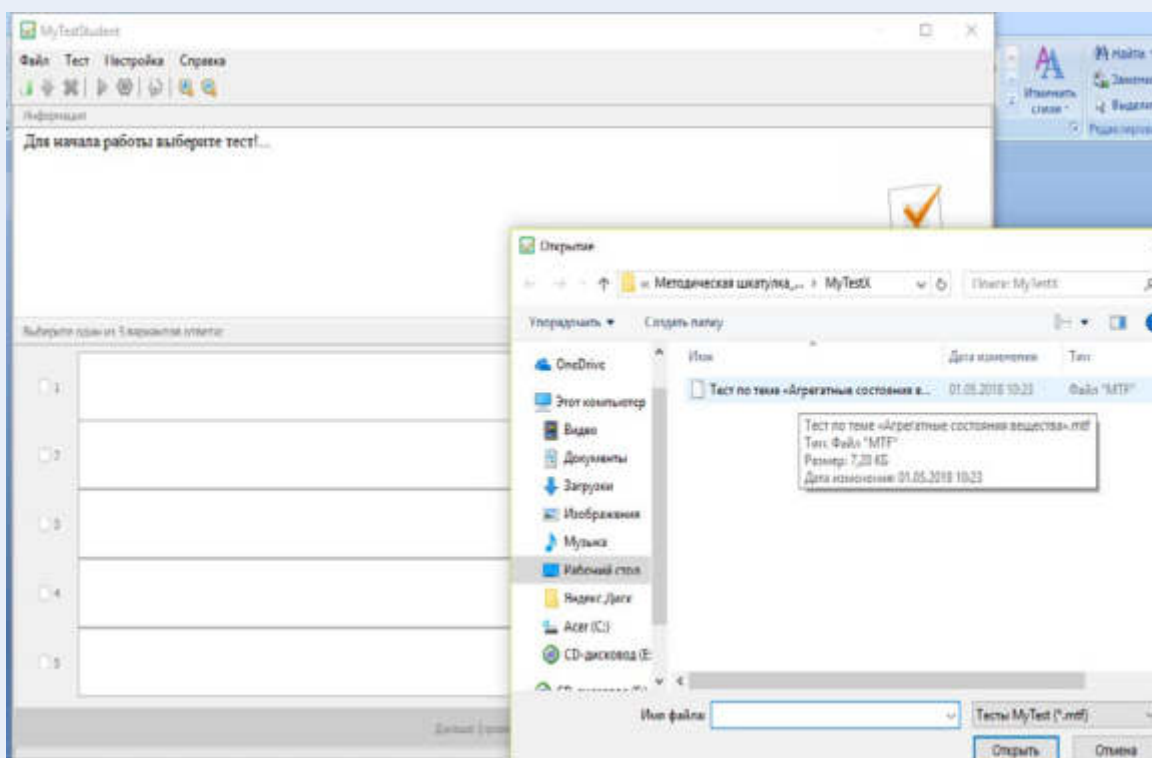 MyTestStudent
Файл Тест Настройка Справка
Информация
Для начала работы выберите тест!...
Выберите один из 5 вариантов ответа:
1
2
3
4
5
Изменить стили
Найти
Редактирование
Открытие
« Методическая шкатулка_... > MyTestX
Поиск: MyTestX
Упорядочить
Создать папку
Имя
Дата изменения
Тип
OneDrive
Этот компьютер
Видео
Документы
Загрузки
Изображения
Музыка
Рабочий стол
Яндекс.Диск
Acer (C:)
CD-дисковод (E:
Тест по теме «Агрегатные состояния в... 01.05.2018 10:23 Файл "MTF"
Тест по теме «Агрегатные состояния вещества».mtf
Тип: Файл "MTF"
Размер: 7,20 КБ
Дата изменения: 01.05.2018 10:23
Имя файла:
Тесты MyTest (*.mtf)
Открыть
Отмена